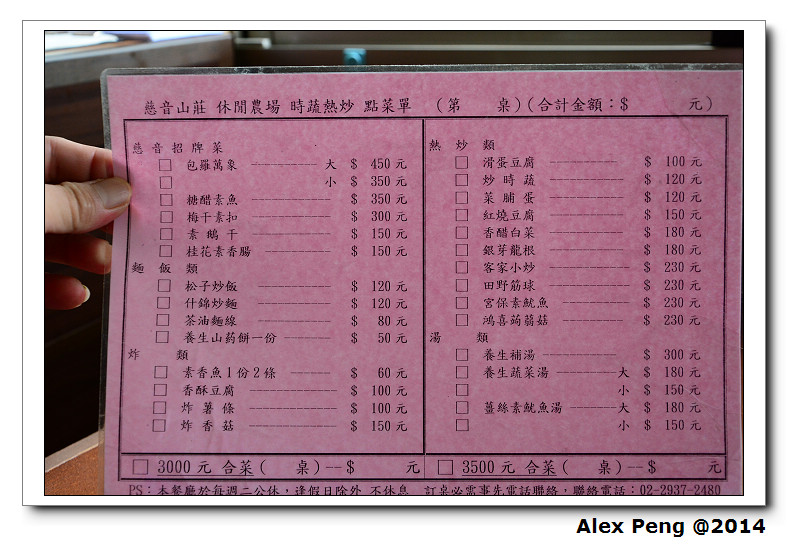 慈音山莊 休閒農場 時蔬熱炒 點菜單 (第 桌)(合計金額:$ 元)
慈音招牌菜
包羅萬象 大 $ 450元
小 $ 350元
糖醋素魚 $ 350元
梅干素扣 $ 300元
素鵝干 $ 150元
桂花素香腸 $ 150元
麵飯類
松子炒飯 $ 120元
什錦炒麵 $ 120元
茶油麵線 $ 80元
養生山药餅一份 $ 50元
炸類
素香魚1份2條 $ 60元
香酥豆腐 $ 100元
炸薯條 $ 100元
炸香菇 $ 150元
熱炒類
滑蛋豆腐 $ 100元
炒時蔬 $ 120元
菜脯蛋 $ 120元
紅燒豆腐 $ 150元
香醋白菜 $ 180元
銀芽龍根 $ 180元
客家小炒 $ 230元
田野筋球 $ 230元
宮保素魷魚 $ 230元
鴻喜蒟蒻菇 $ 230元
湯類
養生補湯 $ 300元
養生蔬菜湯 大 $ 180元
小 $ 150元
薑絲素魷魚湯 大 $ 180元
小 $ 150元
3000元 合菜( 桌)--$ 元
3500元 合菜( 桌)--$ 元
PS:本餐廳於每週二公休,逢假日除外 不休息 訂桌必需事先電話聯絡,聯絡電話:02-2937-2480
Alex Peng @2014